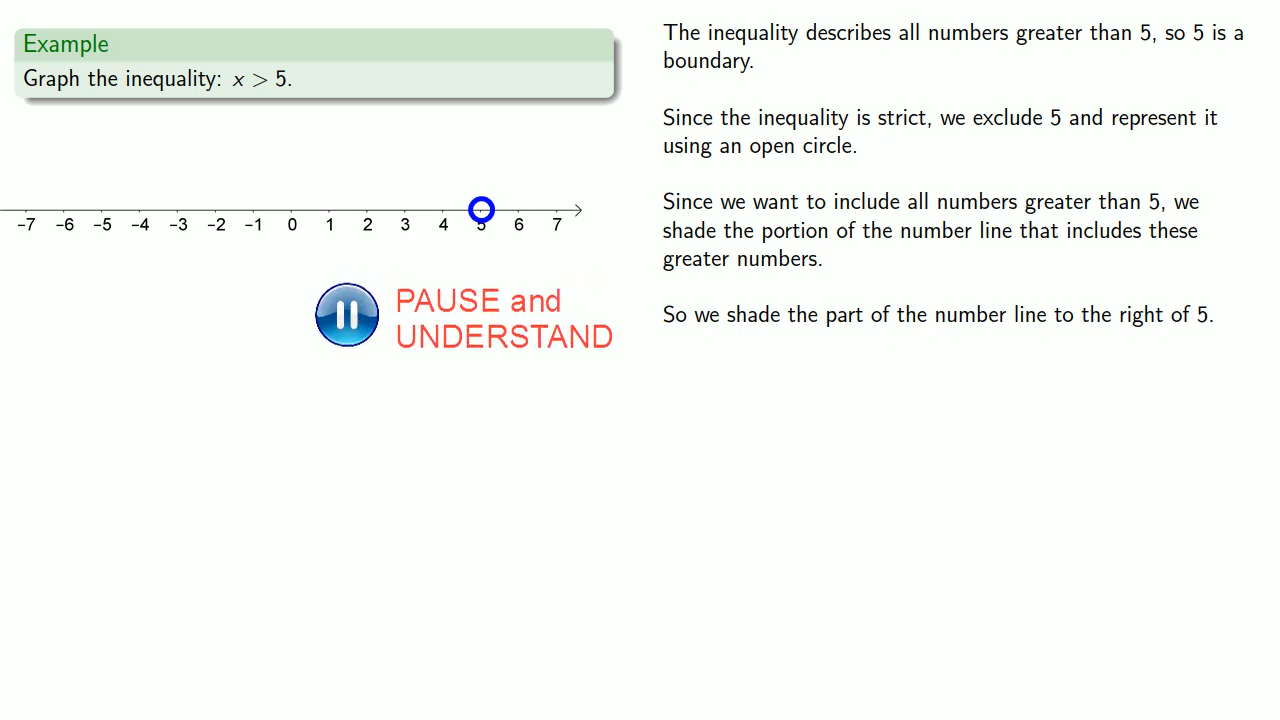 Example
Graph the inequality: x > 5.
-7 -6 -5 -4 -3 -2 -1 0 1 2 3 4 5 6 7
PAUSE and
UNDERSTAND
The inequality describes all numbers greater than 5, so 5 is a
boundary.
Since the inequality is strict, we exclude 5 and represent it
using an open circle.
Since we want to include all numbers greater than 5, we
shade the portion of the number line that includes these
greater numbers.
So we shade the part of the number line to the right of 5.